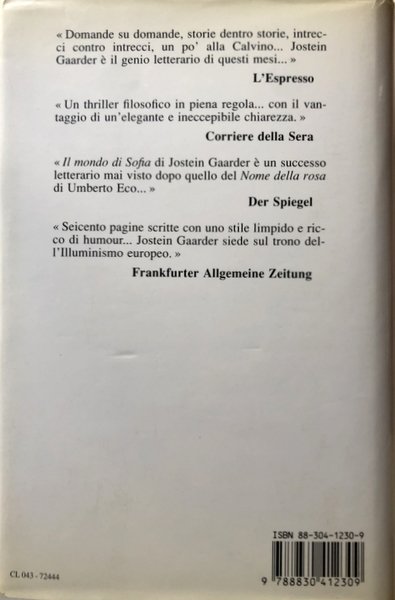 « Domande su domande, storie dentro storie, intrec-
ci contro intrecci, un po' alla Calvino... Jostein
Gaarder è il genio letterario di questi mesi... »
L'Espresso
« Un thriller filosofico in piena regola... con il van-
taggio di un'elegante e ineccepibile chiarezza. »
Corriere della Sera
« Il mondo di Sofia di Jostein Gaarder è un successo
letterario mai visto dopo quello del Nome della rosa
di Umberto Eco... »
Der Spiegel
« Seicento pagine scritte con uno stile limpido e ric-
co di humour... Jostein Gaarder siede sul trono del-
l'Illuminismo europeo. »
Frankfurter Allgemeine Zeitung
ISBN 88-304-1230-9
9 788830 412309
CL 043 - 72444